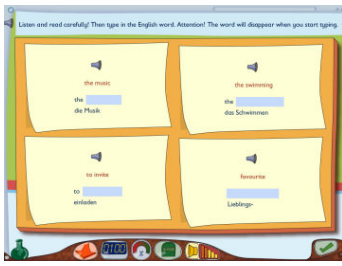 Listen and read carefully! Then type in the English word. Attention! The word will disappear when you start typing.
the music
the
die Musik
the swimming
the
das Schwimmen
to invite
to
einladen
favourite
Lieblings-